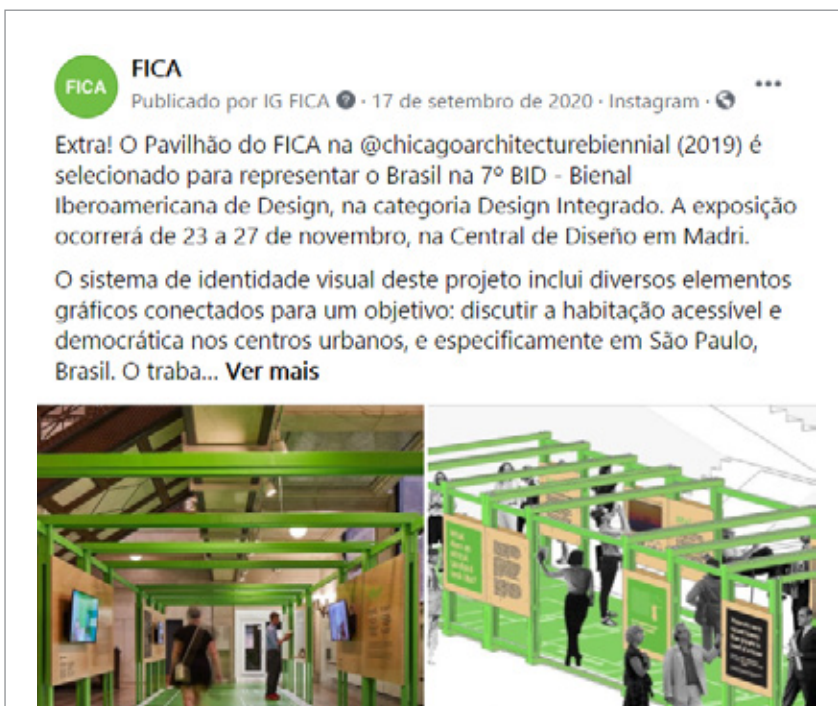 FICA
FICA
Publicado por IG FICA · 17 de setembro de 2020 · Instagram ·
Extra! O Pavilhão do FICA na @chicagoarchitecturebiennial (2019) é
selecionado para representar o Brasil na 7º BID - Bienal
Iberoamericana de Design, na categoria Design Integrado. A exposição
ocorrerá de 23 a 27 de novembro, na Central de Diseño em Madri.
O sistema de identidade visual deste projeto inclui diversos elementos
gráficos conectados para um objetivo: discutir a habitação acessível e
democrática nos centros urbanos, e especificamente em São Paulo,
Brasil. O traba... Ver mais